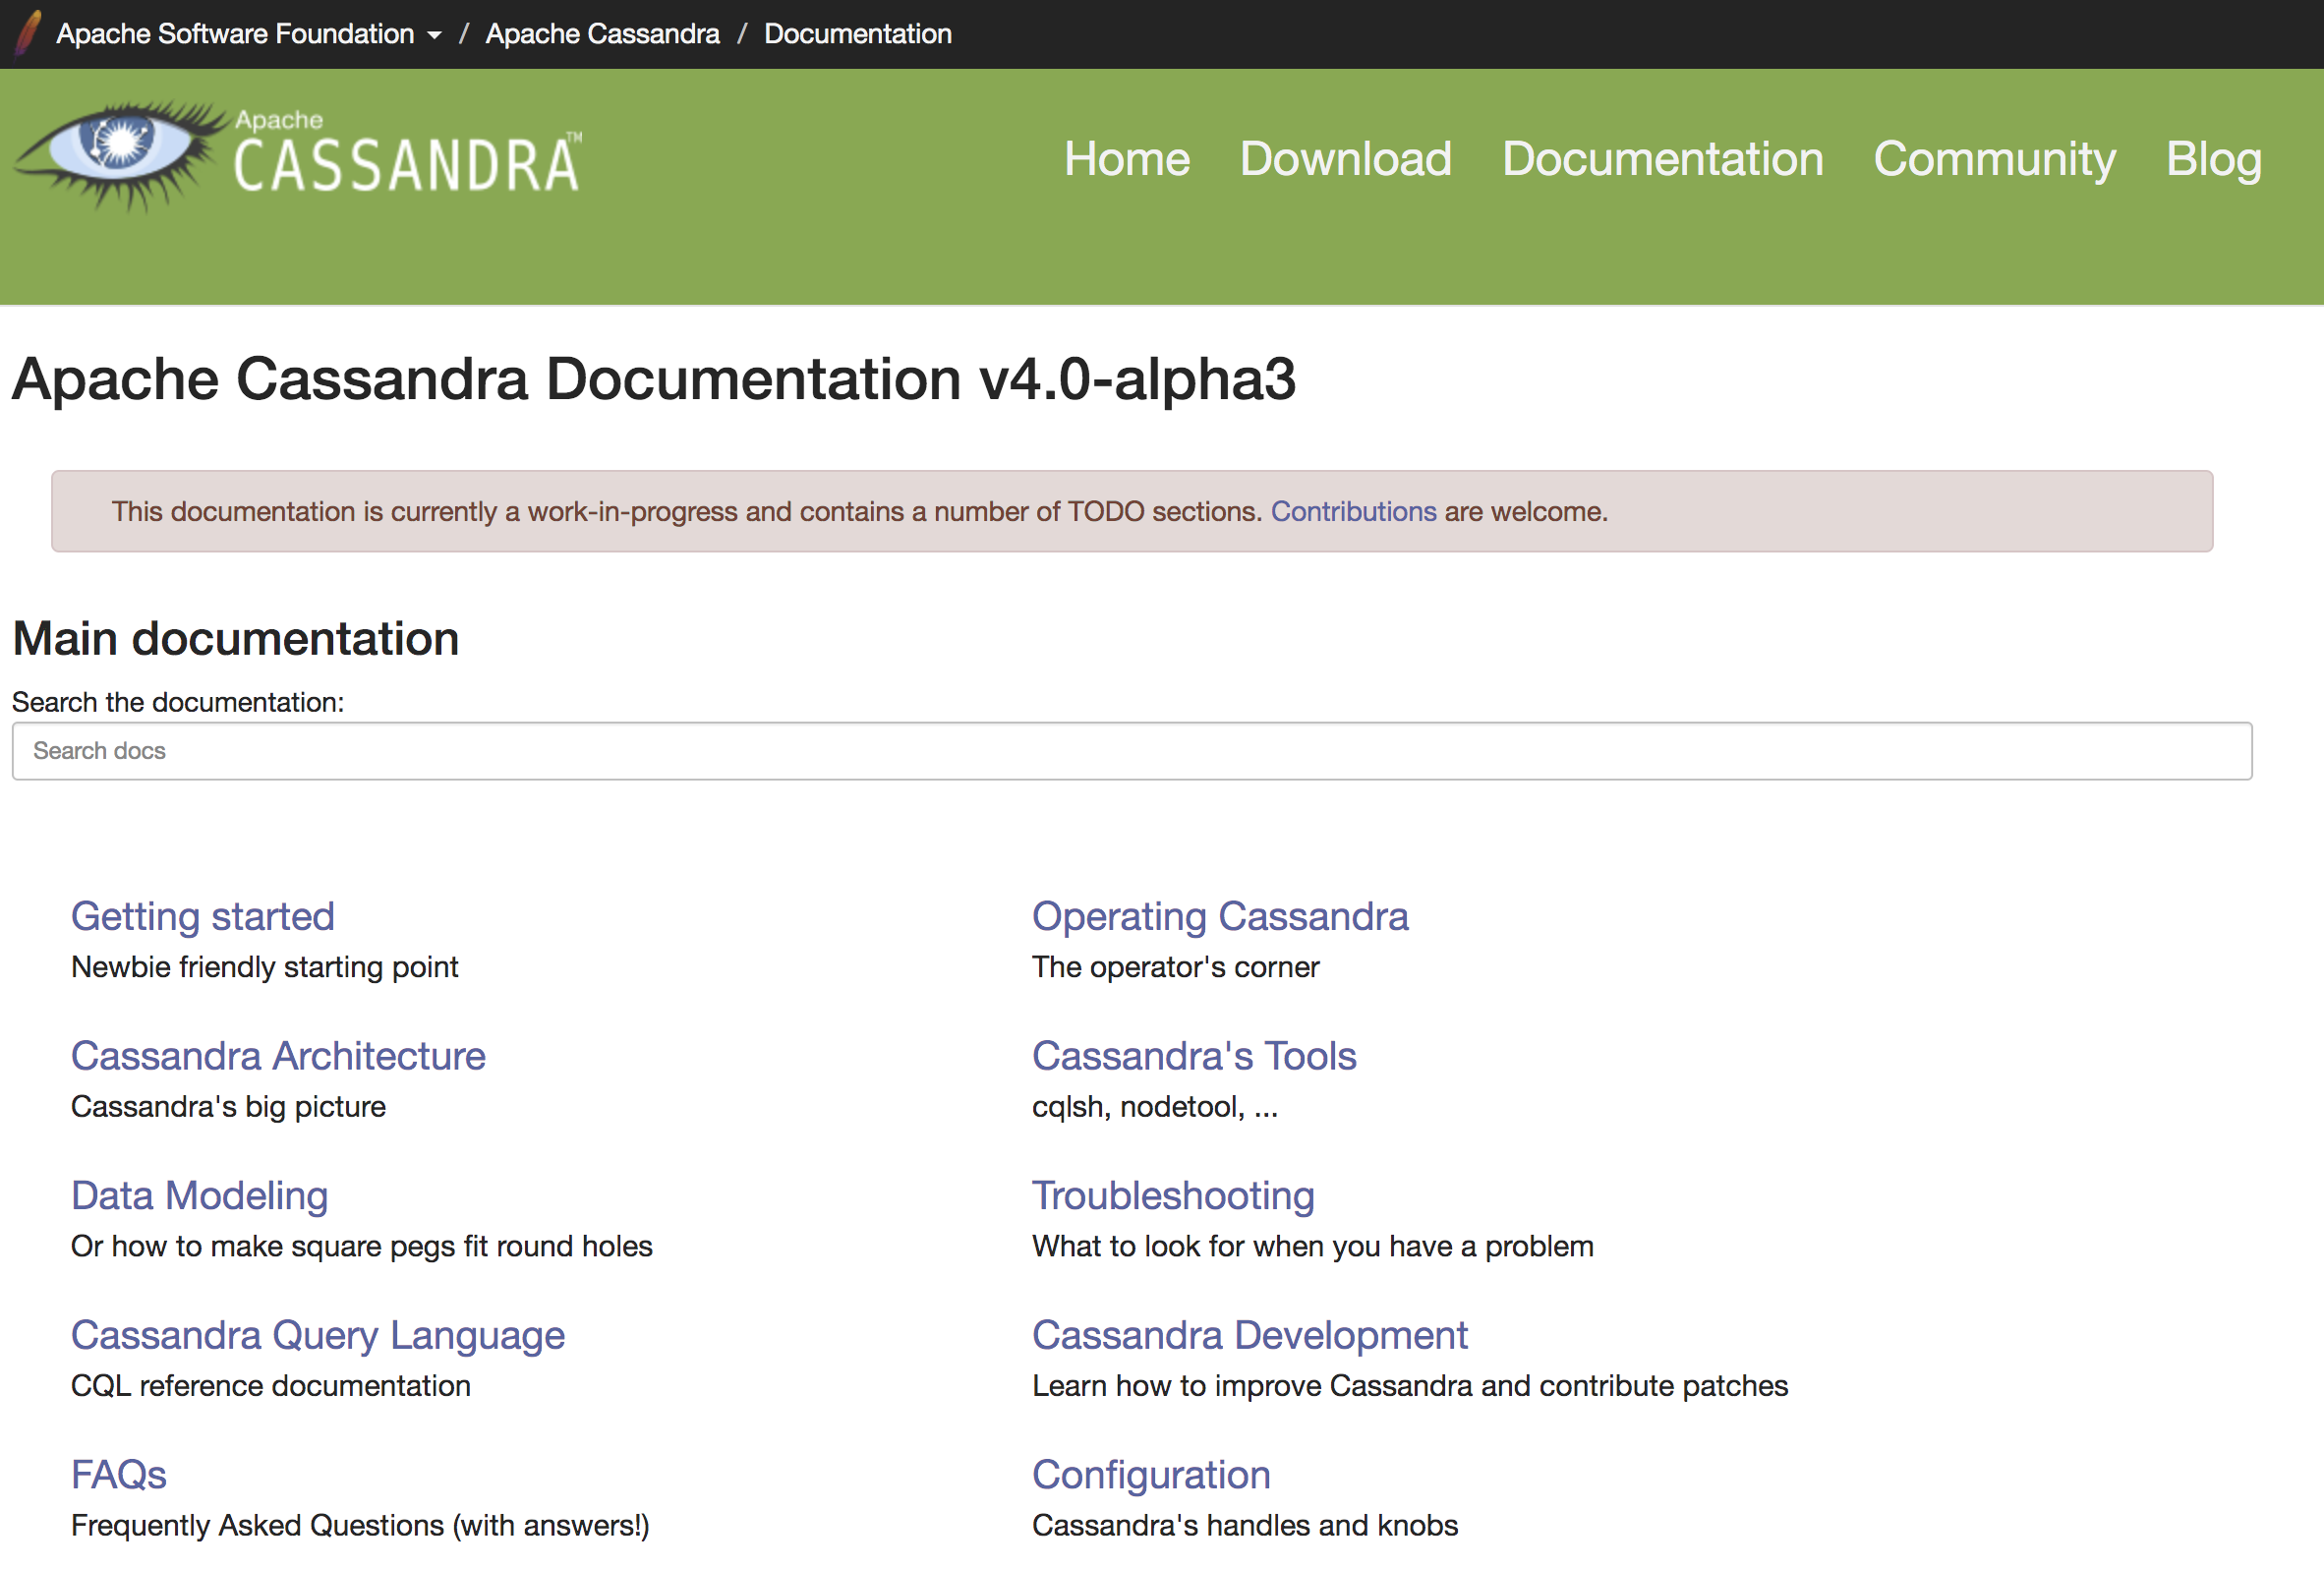 Apache Software Foundation / Apache Cassandra / Documentation
Apache
CASSANDRA™
Home Download Documentation Community Blog
Apache Cassandra Documentation v4.0-alpha3
This documentation is currently a work-in-progress and contains a number of TODO sections. Contributions are welcome.
Main documentation
Search the documentation:
Search docs
Getting started
Newbie friendly starting point
Cassandra Architecture
Cassandra's big picture
Data Modeling
Or how to make square pegs fit round holes
Cassandra Query Language
CQL reference documentation
FAQs
Frequently Asked Questions (with answers!)
Operating Cassandra
The operator's corner
Cassandra's Tools
cqlsh, nodetool, ...
Troubleshooting
What to look for when you have a problem
Cassandra Development
Learn how to improve Cassandra and contribute patches
Configuration
Cassandra's handles and knobs